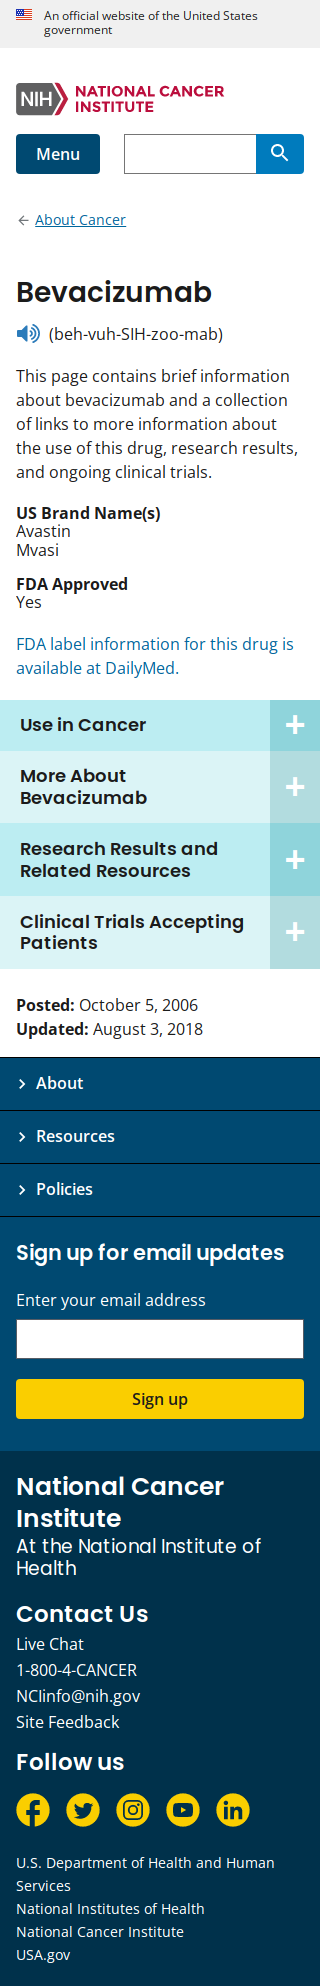 An official website of the United States
government
NIH NATIONAL CANCER
INSTITUTE
Menu
About Cancer
Bevacizumab
(beh-vuh-SIH-zoo-mab)
This page contains brief information
about bevacizumab and a collection
of links to more information about
the use of this drug, research results,
and ongoing clinical trials.
US Brand Name(s)
Avastin
Mvasi
FDA Approved
Yes
FDA label information for this drug is
available at DailyMed.
Use in Cancer
More About
Bevacizumab
Research Results and
Related Resources
Clinical Trials Accepting
Patients
Posted: October 5, 2006
Updated: August 3, 2018
About
Resources
Policies
Sign up for email updates
Enter your email address
Sign up
National Cancer
Institute
At the National Institute of
Health
Contact Us
Live Chat
1-800-4-CANCER
NCIinfo@nih.gov
Site Feedback
Follow us
U.S. Department of Health and Human
Services
National Institutes of Health
National Cancer Institute
USA.gov